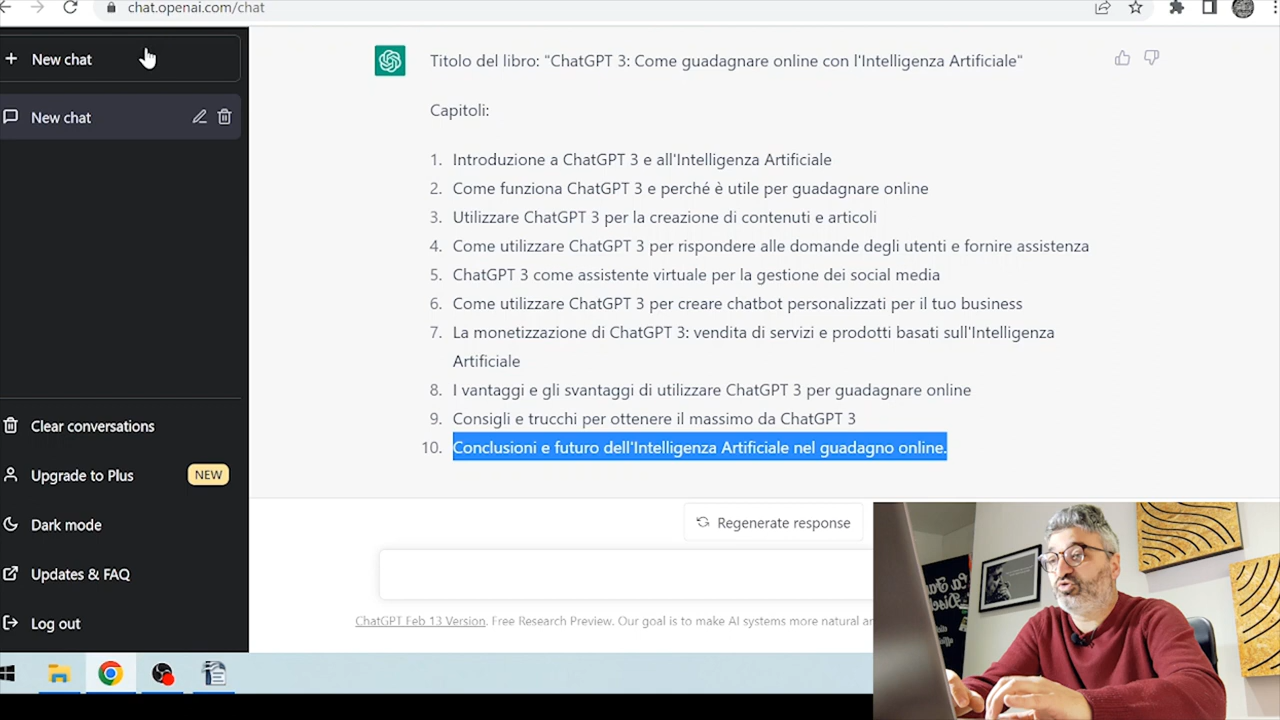 chat.openai.com/chat
New chat
New chat
Clear conversations
Upgrade to Plus NEW
Dark mode
Updates & FAQ
Log out
Titolo del libro: "ChatGPT 3: Come guadagnare online con l'Intelligenza Artificiale"
Capitoli:
1. Introduzione a ChatGPT 3 e all'Intelligenza Artificiale
2. Come funziona ChatGPT 3 e perché è utile per guadagnare online
3. Utilizzare ChatGPT 3 per la creazione di contenuti e articoli
4. Come utilizzare ChatGPT 3 per rispondere alle domande degli utenti e fornire assistenza
5. ChatGPT 3 come assistente virtuale per la gestione dei social media
6. Come utilizzare ChatGPT 3 per creare chatbot personalizzati per il tuo business
7. La monetizzazione di ChatGPT 3: vendita di servizi e prodotti basati sull'Intelligenza
Artificiale
8. I vantaggi e gli svantaggi di utilizzare ChatGPT 3 per guadagnare online
9. Consigli e trucchi per ottenere il massimo da ChatGPT 3
10. Conclusioni e futuro dell'Intelligenza Artificiale nel guadagno online.
Regenerate response
ChatGPT Feb 13 Version. Free Research Preview. Our goal is to make AI systems more natural